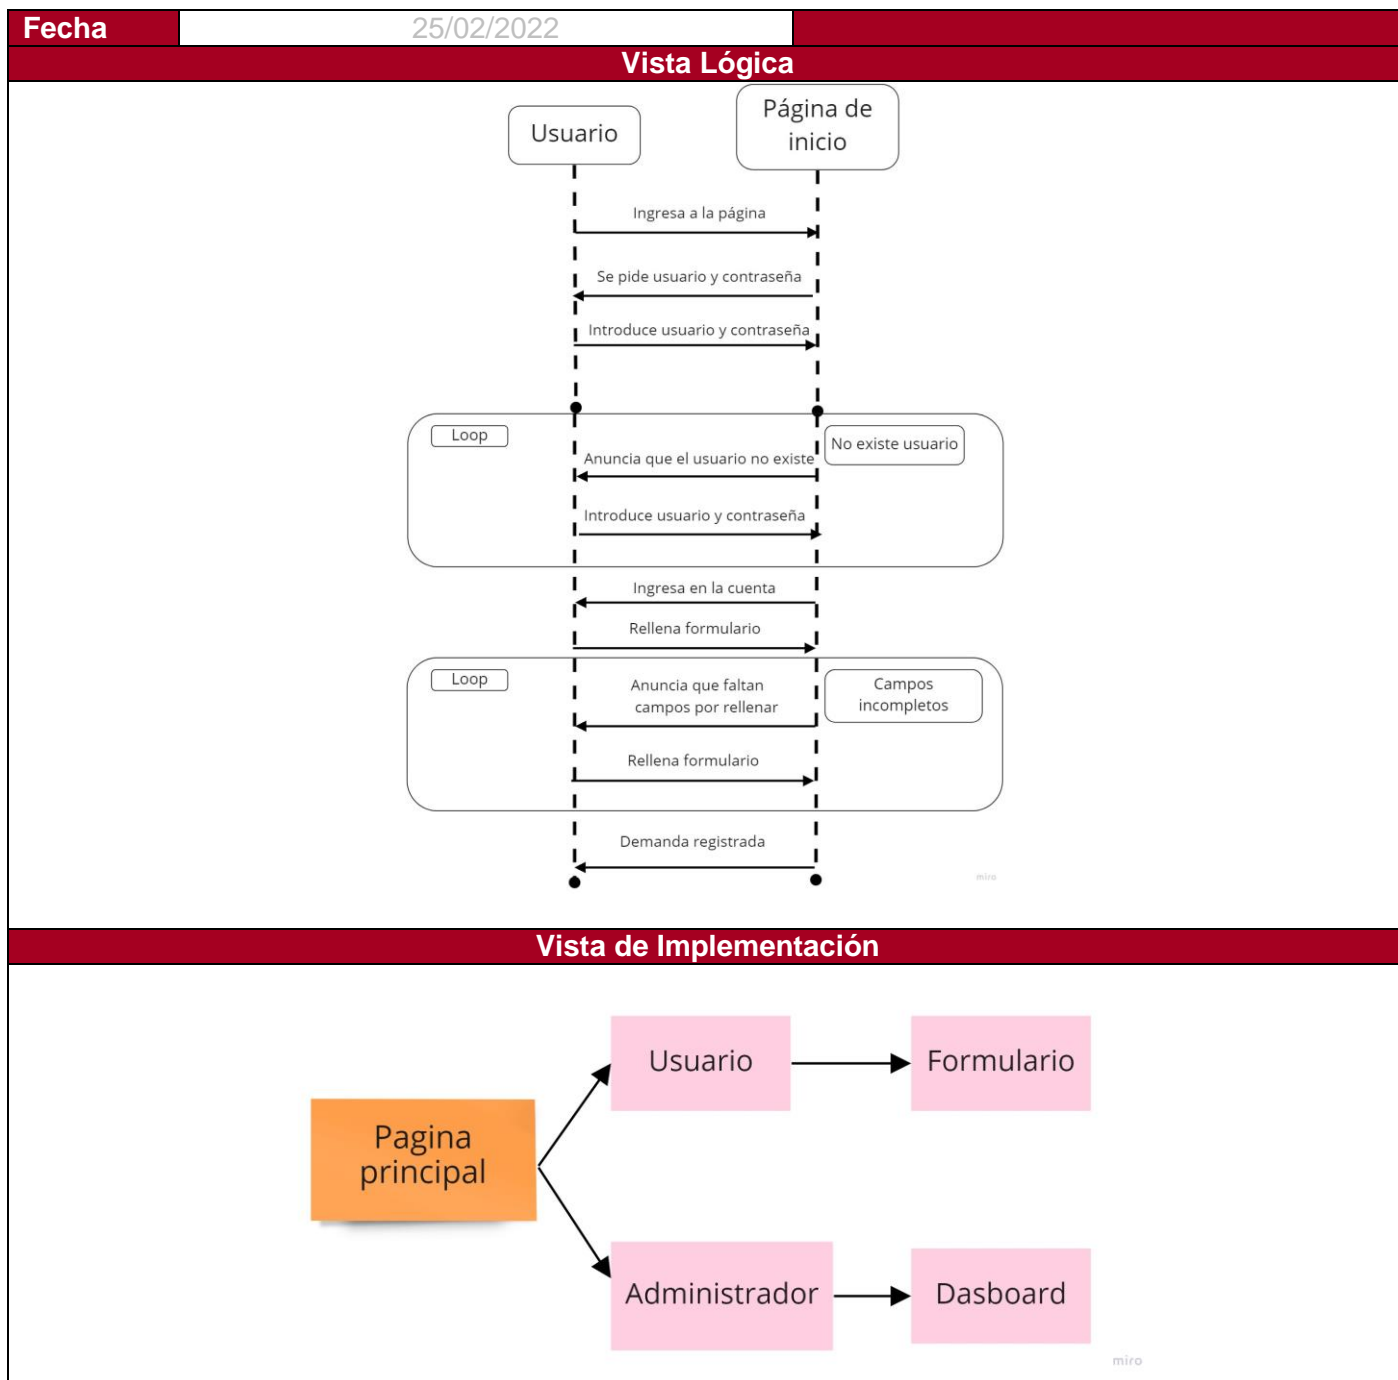 Fecha
25/02/2022
Vista Lógica
Usuario
Página de
inicio
Ingresa a la página
Se pide usuario y contraseña
Introduce usuario y contraseña
Loop
No existe usuario
Anuncia que el usuario no existe
Introduce usuario y contraseña
Ingresa en la cuenta
Rellena formulario
Loop
Campos
incompletos
Anuncia que faltan
campos por rellenar
Rellena formulario
Demanda registrada
miro
Vista de Implementación
Usuario
Formulario
Pagina
principal
Administrador
Dasboard
miro